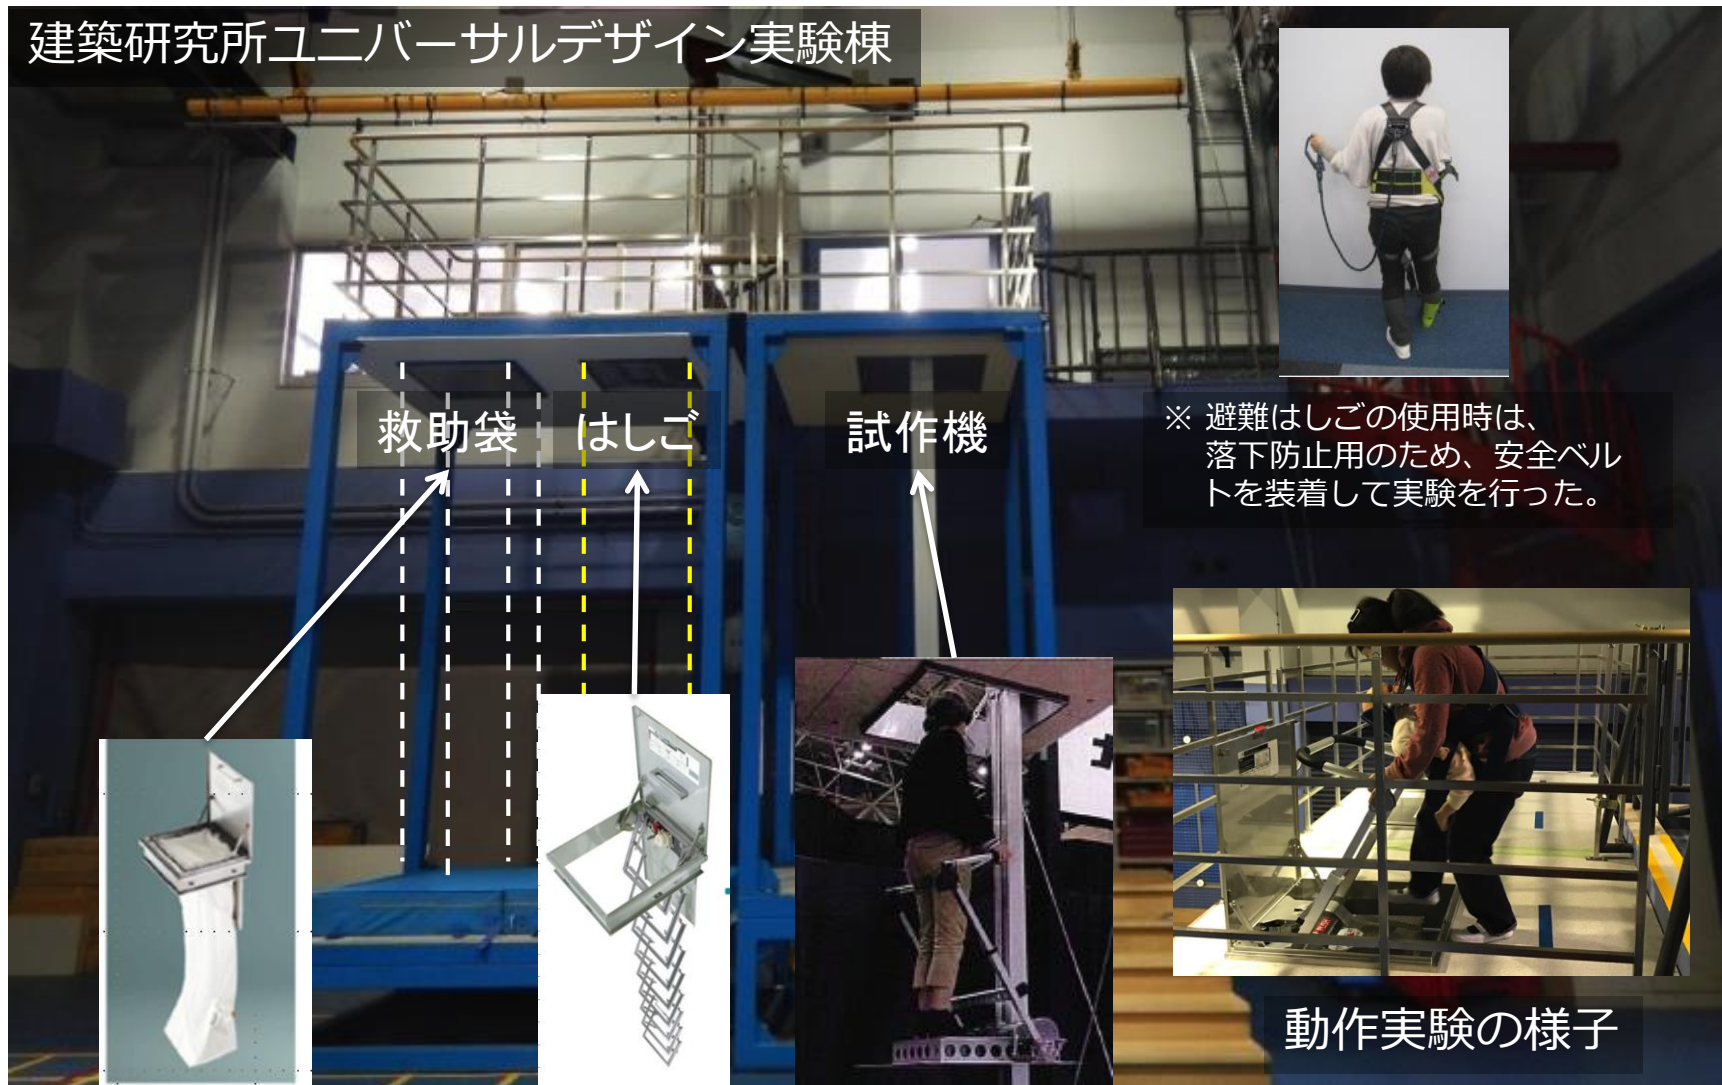 建築研究所ユニバーサルデザイン実験棟
救助袋
はしご
試作機
※ 避難はしごの使用時は、
落下防止用のため、安全ベル
トを装着して実験を行った。
動作実験の様子